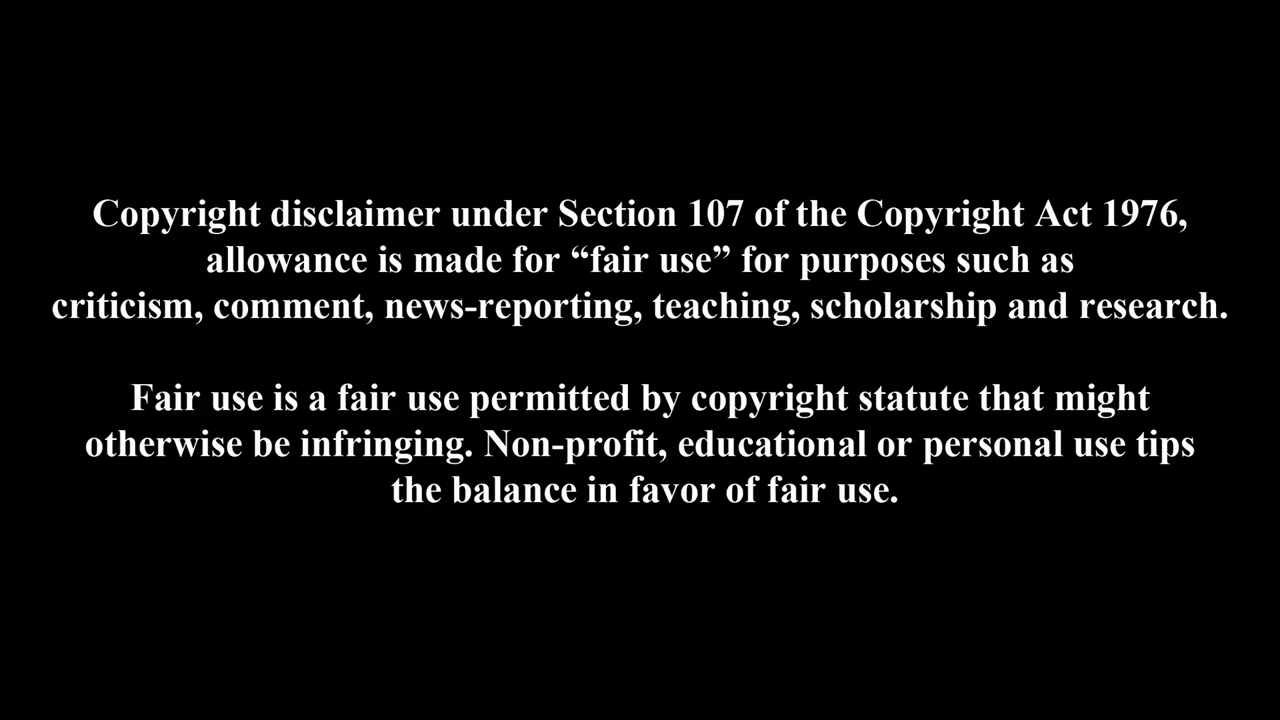 Copyright disclaimer under Section 107 of the Copyright Act 1976,
allowance is made for “fair use” for purposes such as
criticism, comment, news-reporting, teaching, scholarship and research.
Fair use is a fair use permitted by copyright statute that might
otherwise be infringing. Non-profit, educational or personal use tips
the balance in favor of fair use.